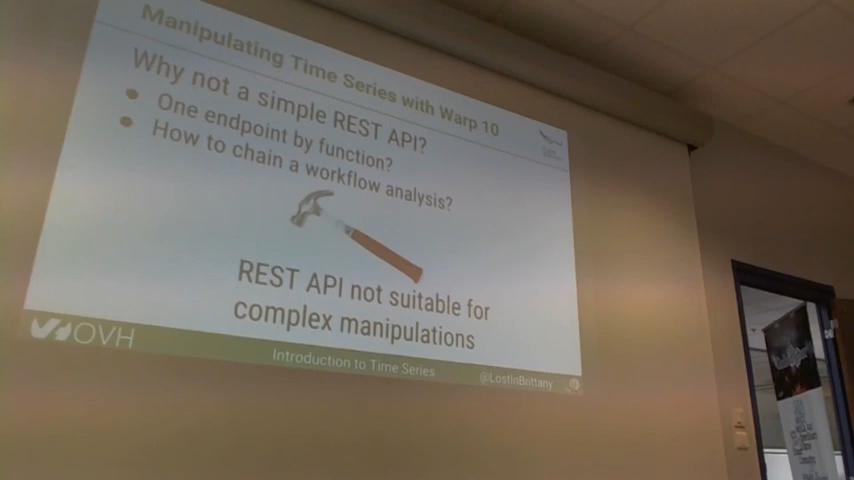 Manipulating Time Series with Warp 10
Why not a simple REST API?
• One endpoint by function?
• How to chain a workflow analysis?
REST API not suitable for
complex manipulations
OVH
Introduction to Time Series
@LostInBrittany